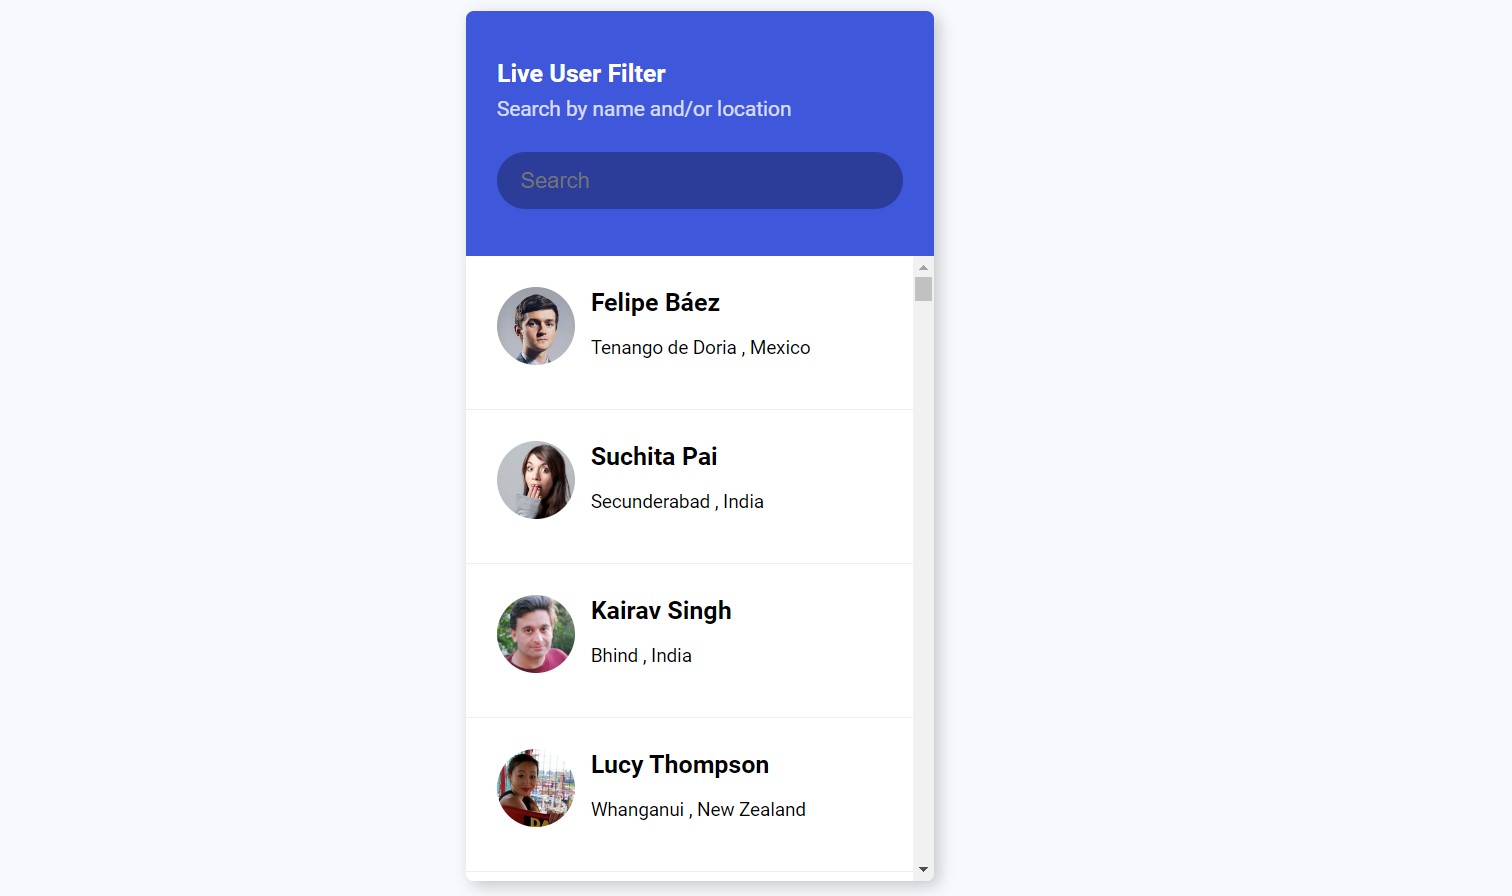 Live User Filter
Search by name and/or location
Search
Felipe Báez
Tenango de Doria , Mexico
Suchita Pai
Secunderabad , India
Kairav Singh
Bhind , India
Lucy Thompson
Whanganui , New Zealand